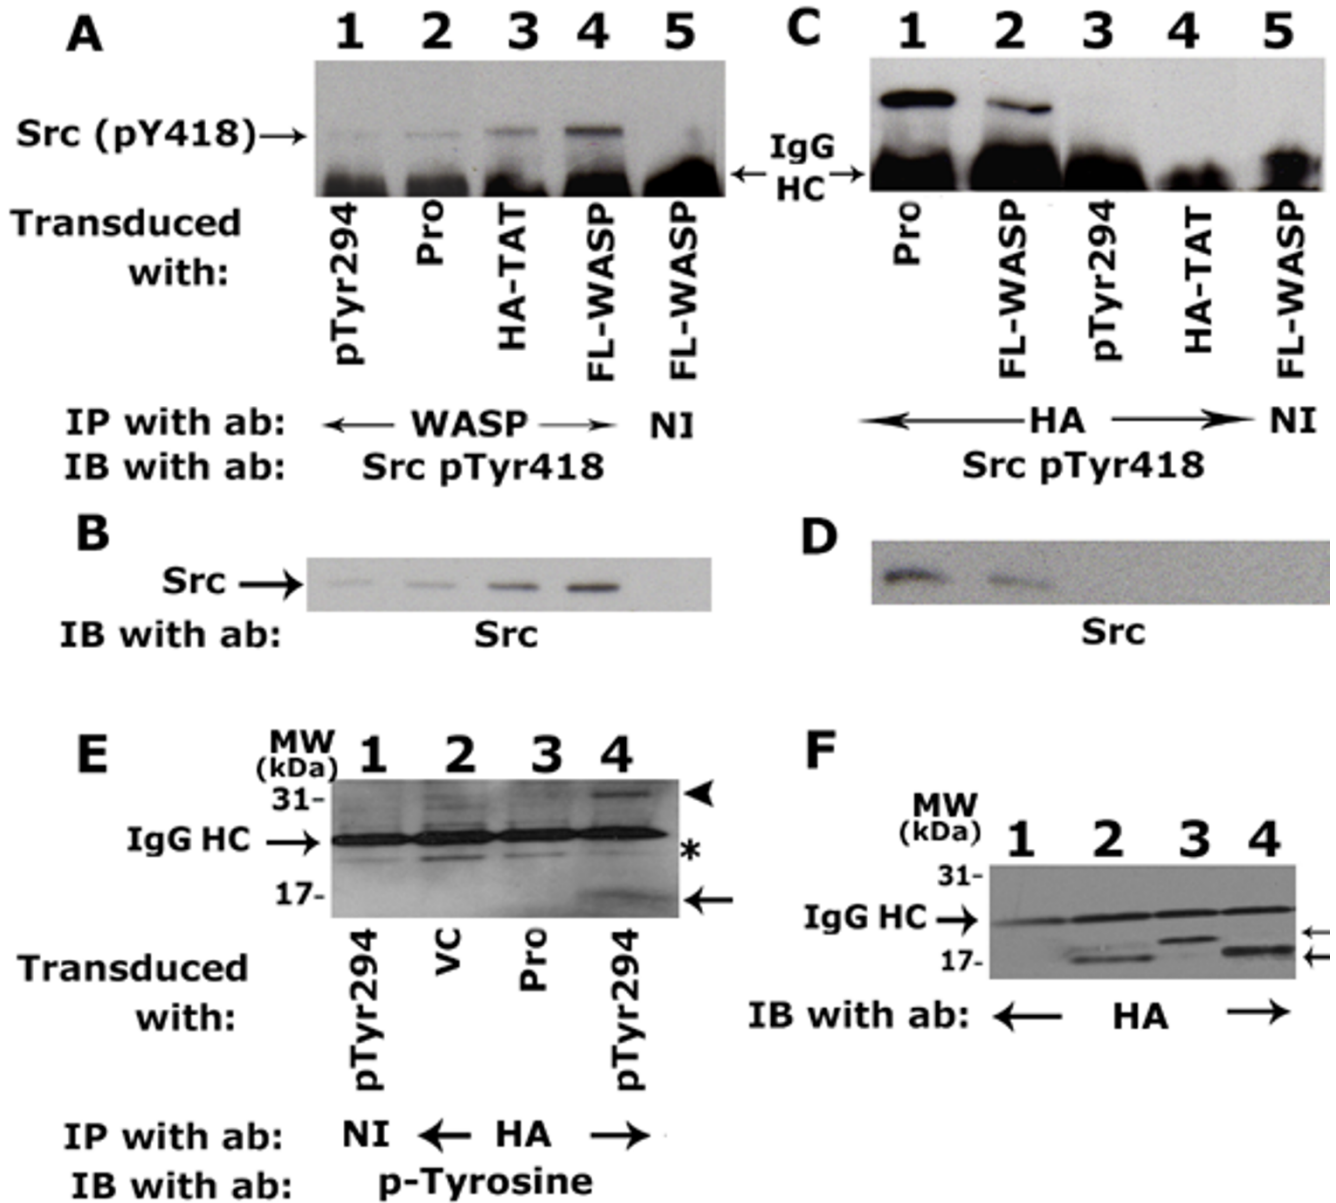 A 1 2 3 4 5
Src (pY418)
Transduced
with:
pTyr294
Pro
HA-TAT
FL-WASP
FL-WASP
IP with ab: WASP NI
IB with ab: Src pTyr418
C 1 2 3 4 5
IgG
HC
Pro
FL-WASP
pTyr294
HA-TAT
FL-WASP
HA NI
Src pTyr418
B
Src
IB with ab: Src
D
Src
E MW 1 2 3 4
(kDa)
31-
IgG HC
*
17-
Transduced
with:
pTyr294
VC
Pro
pTyr294
IP with ab: NI HA
IB with ab: p-Tyrosine
F
MW 1 2 3 4
(kDa)
31-
IgG HC
17-
IB with ab: HA